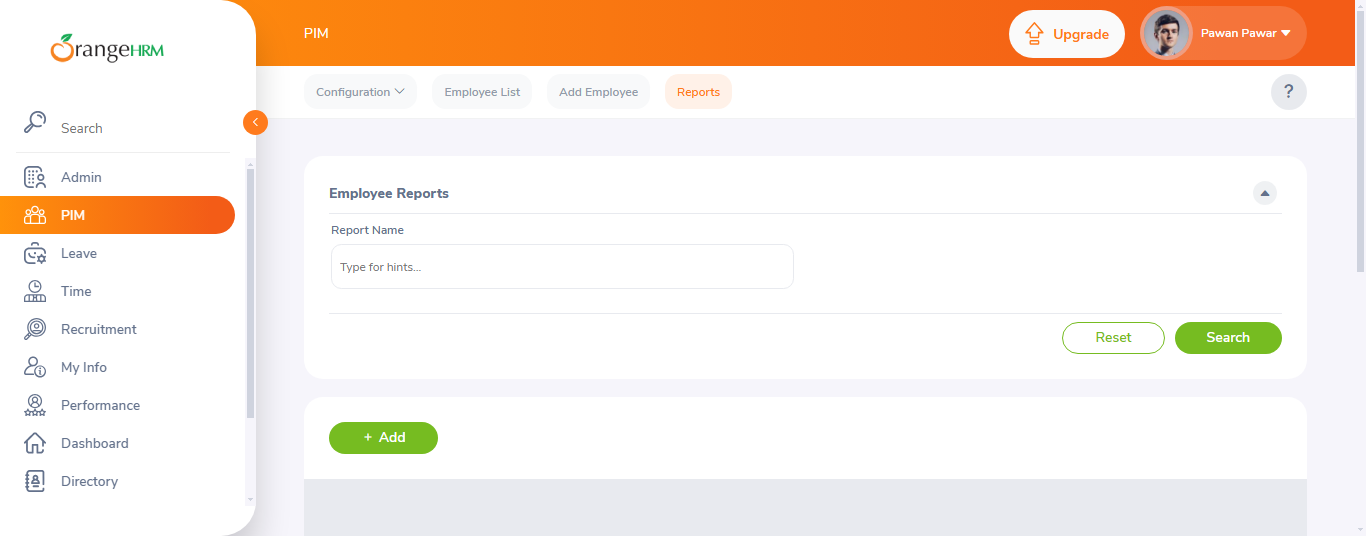 OrangeHRM
PIM
Upgrade
Pawan Pawar
Configuration
Employee List
Add Employee
Reports
?
Search
Admin
PIM
Leave
Time
Recruitment
My Info
Performance
Dashboard
Directory
Employee Reports
Report Name
Type for hints...
Reset
Search
+ Add